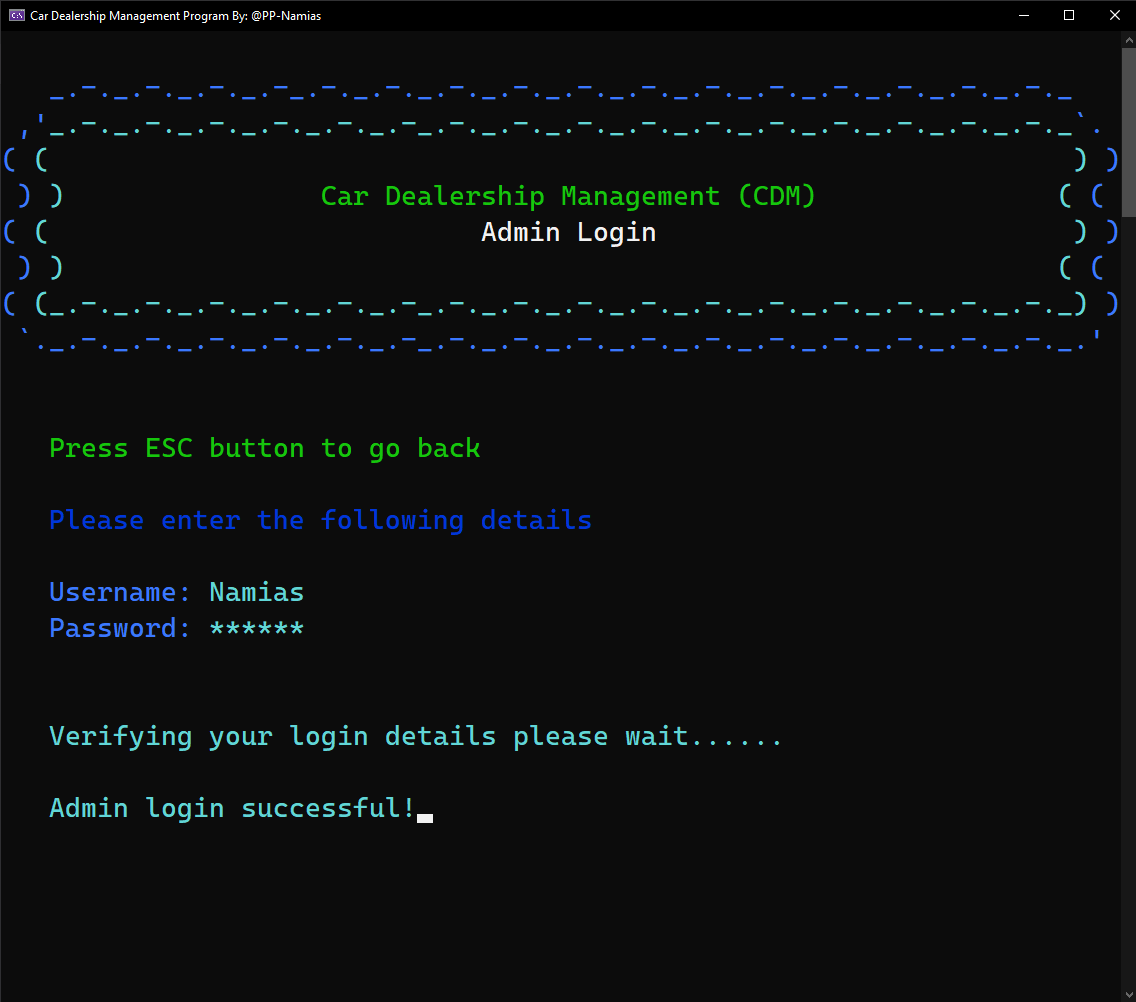 Car Dealership Management Program By: @PP-Namias
Car Dealership Management (CDM)
Admin Login
Press ESC button to go back
Please enter the following details
Username: Namias
Password: ******
Verifying your login details please wait......
Admin login successful!